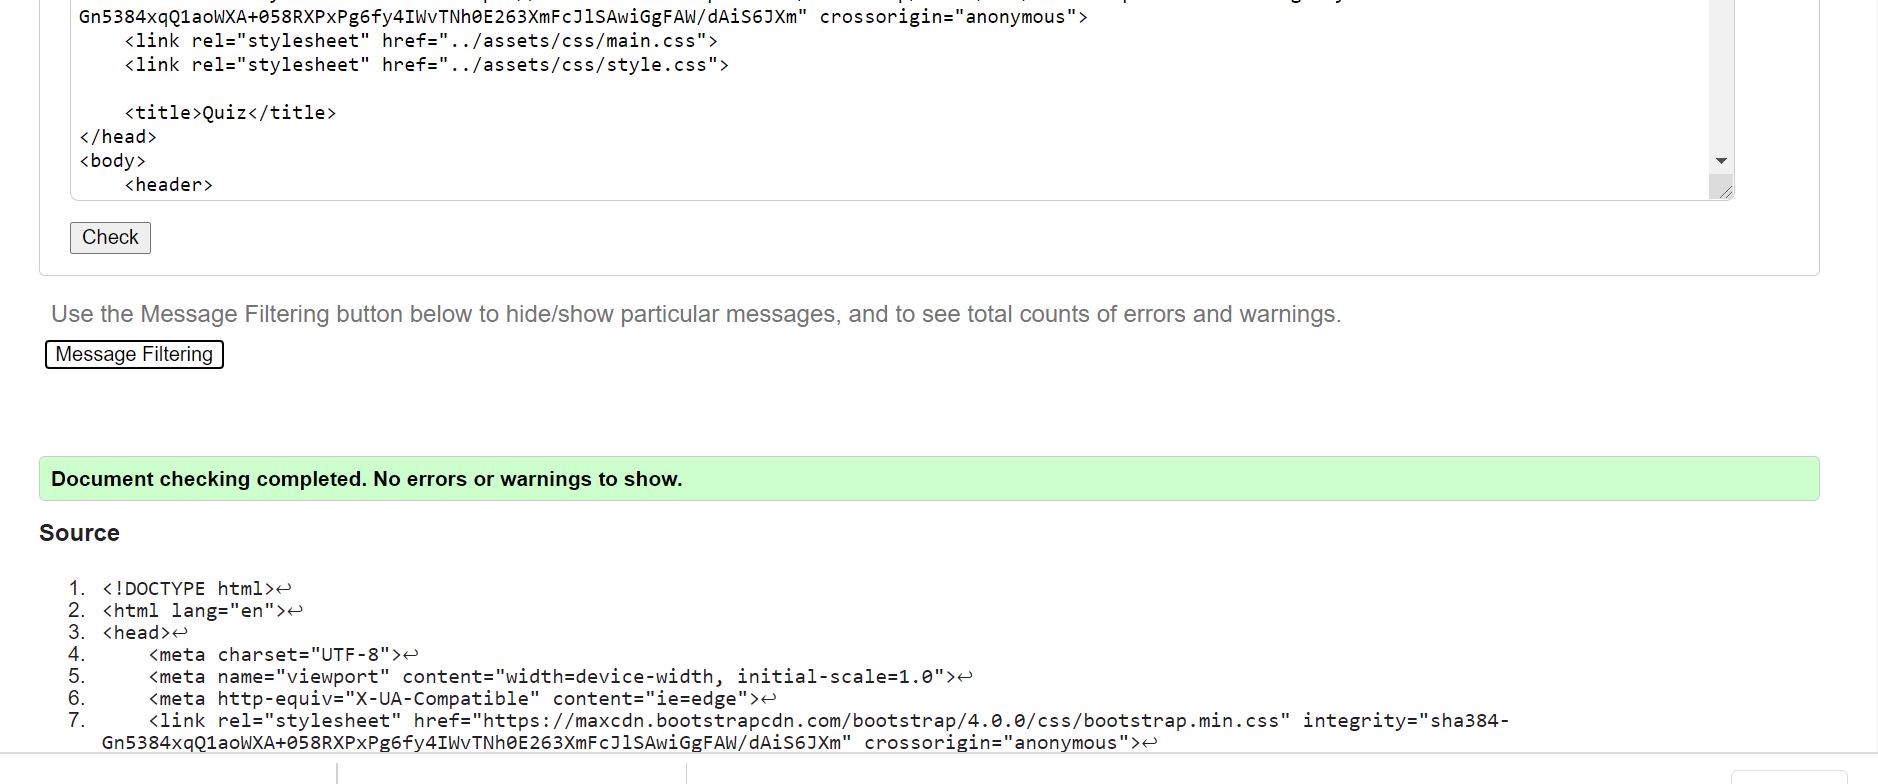 Gn5384xqQ1aoWXA+058RXPxPg6fy4IWvTNh0E263XmFcJlSAwiGgFAW/dAiS6JXm" crossorigin="anonymous">
<link rel="stylesheet" href="../assets/css/main.css">
<link rel="stylesheet" href="../assets/css/style.css">
<title>Quiz</title>
</head>
<body>
<header>
Check
Use the Message Filtering button below to hide/show particular messages, and to see total counts of errors and warnings.
Message Filtering
Document checking completed. No errors or warnings to show.
Source
1. <!DOCTYPE html>↩
2. <html lang="en">↩
3. <head>↩
4. <meta charset="UTF-8">↩
5. <meta name="viewport" content="width=device-width, initial-scale=1.0">↩
6. <meta http-equiv="X-UA-Compatible" content="ie=edge">↩
7. <link rel="stylesheet" href="https://maxcdn.bootstrapcdn.com/bootstrap/4.0.0/css/bootstrap.min.css" integrity="sha384-
Gn5384xqQ1aoWXA+058RXPxPg6fy4IWvTNh0E263XmFcJlSAwiGgFAW/dAiS6JXm" crossorigin="anonymous">↩